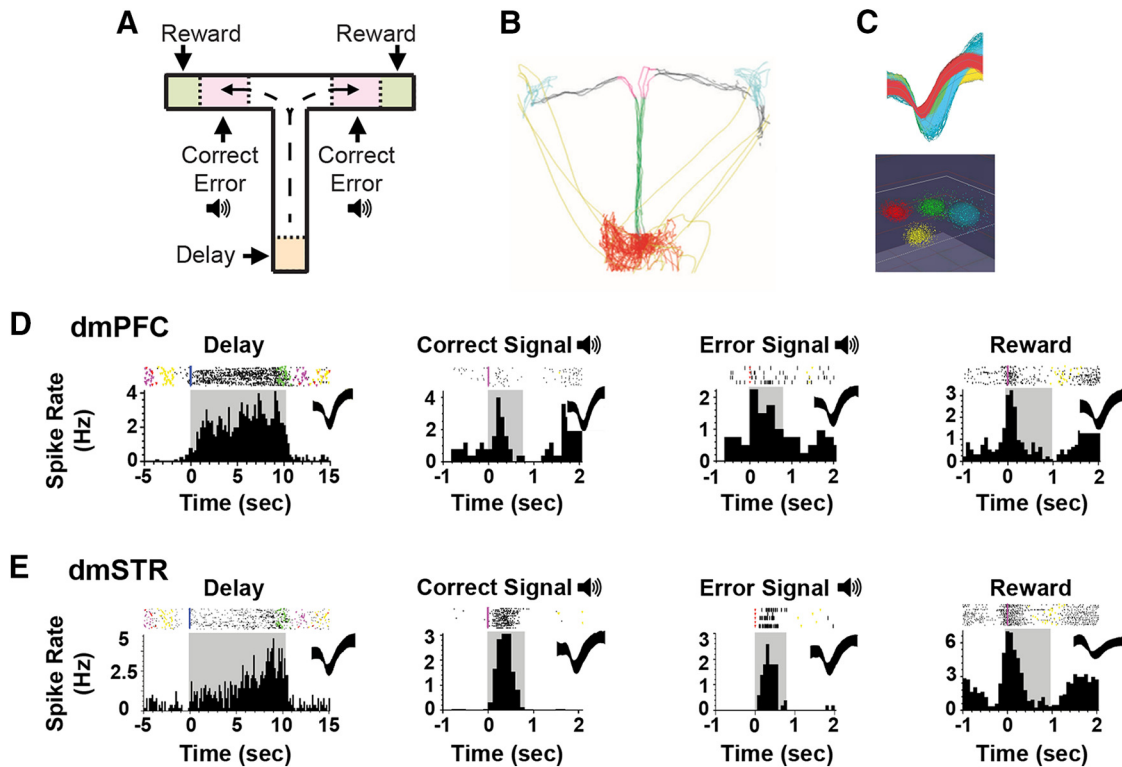 A
Reward
Reward
Correct
Error
Correct
Error
Delay
B
C
D
dmPFC
Delay
Correct Signal
Error Signal
Reward
Spike Rate
(Hz)
4
2
0
-5 0 5 10 15
Time (sec)
4
2
0
-1 0 1 2
Time (sec)
2
1
0
-1 0 1 2
Time (sec)
3
2
1
0
-1 0 1 2
Time (sec)
E
dmSTR
Delay
Correct Signal
Error Signal
Reward
Spike Rate
(Hz)
5
2.5
0
-5 0 5 10 15
Time (sec)
3
2
1
0
-1 0 1 2
Time (sec)
3
2
1
0
-1 0 1 2
Time (sec)
6
3
0
-1 0 1 2
Time (sec)